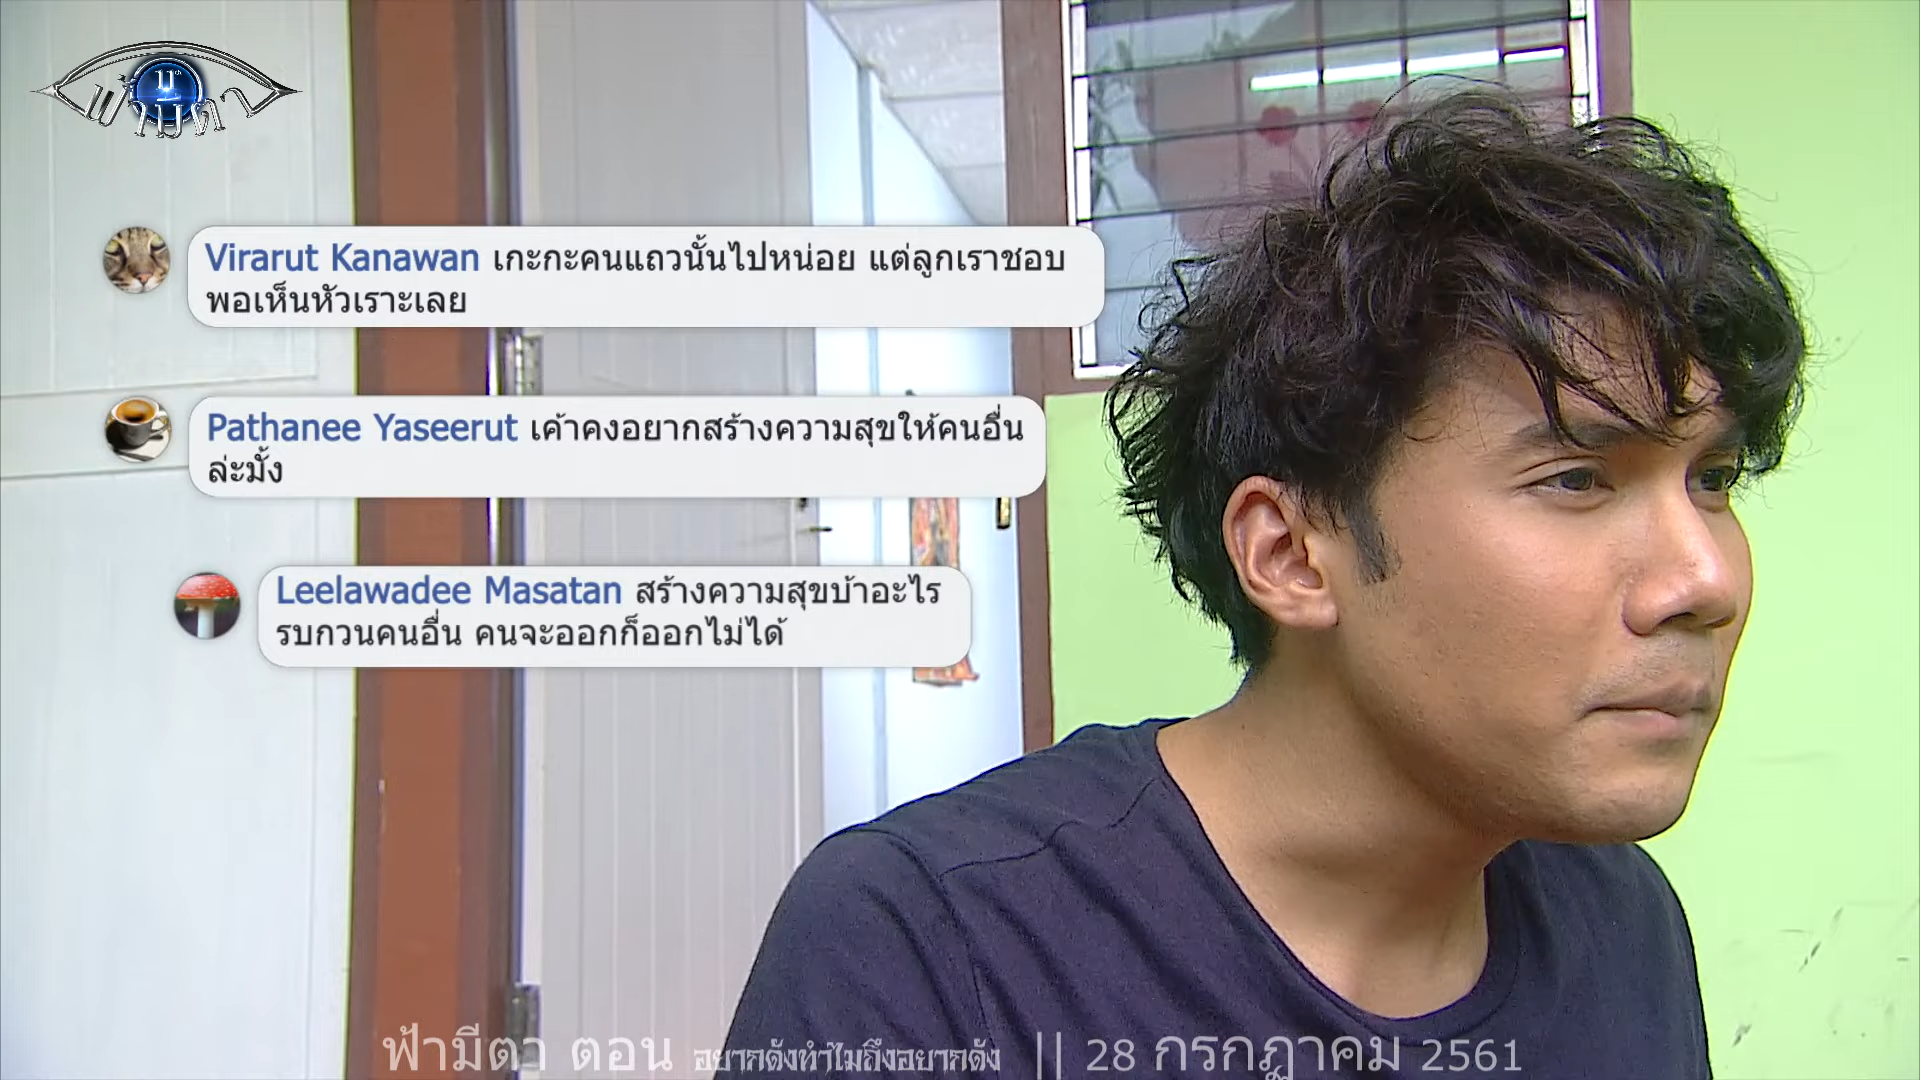 11th
ฟ้ามีตา
Virarut Kanawan เกะกะคนแถวนั้นไปหน่อย แต่ลูกเราชอบ
พอเห็นหัวเราะเลย
Pathanee Yaseerut เค้าคงอยากสร้างความสุขให้คนอื่น
ล่ะมั้ง
Leelawadee Masatan สร้างความสุขบ้าอะไร
รบกวนคนอื่น คนจะออกก็ออกไม่ได้
ฟ้ามีตา ตอน อยากดังทำไมถึงอยากดัง || 28 กรกฎาคม 2561